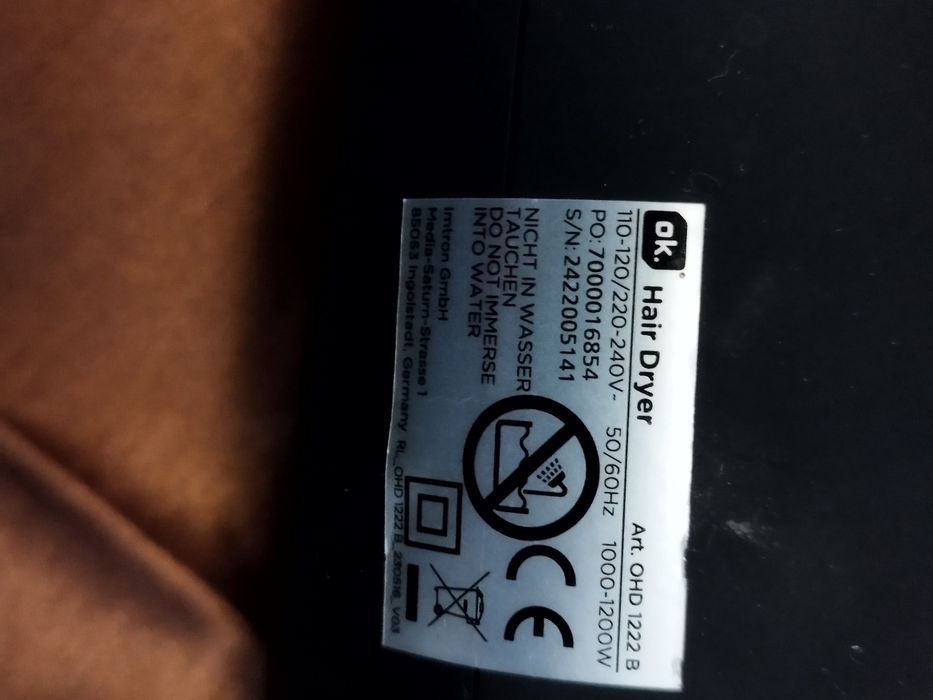 ok.® Hair Dryer Art. OHD 1222 B
110-120/220-240V~ 50/60Hz 1000-1200W
PO: 7000016854
S/N: 2422005141
NICHT IN WASSER
TAUCHEN
DO NOT IMMERSE
INTO WATER
CE
Imtron GmbH
Media-Saturn-Strasse 1
85053 Ingolstadt, Germany RL_OHD 1222 B_230516_V03